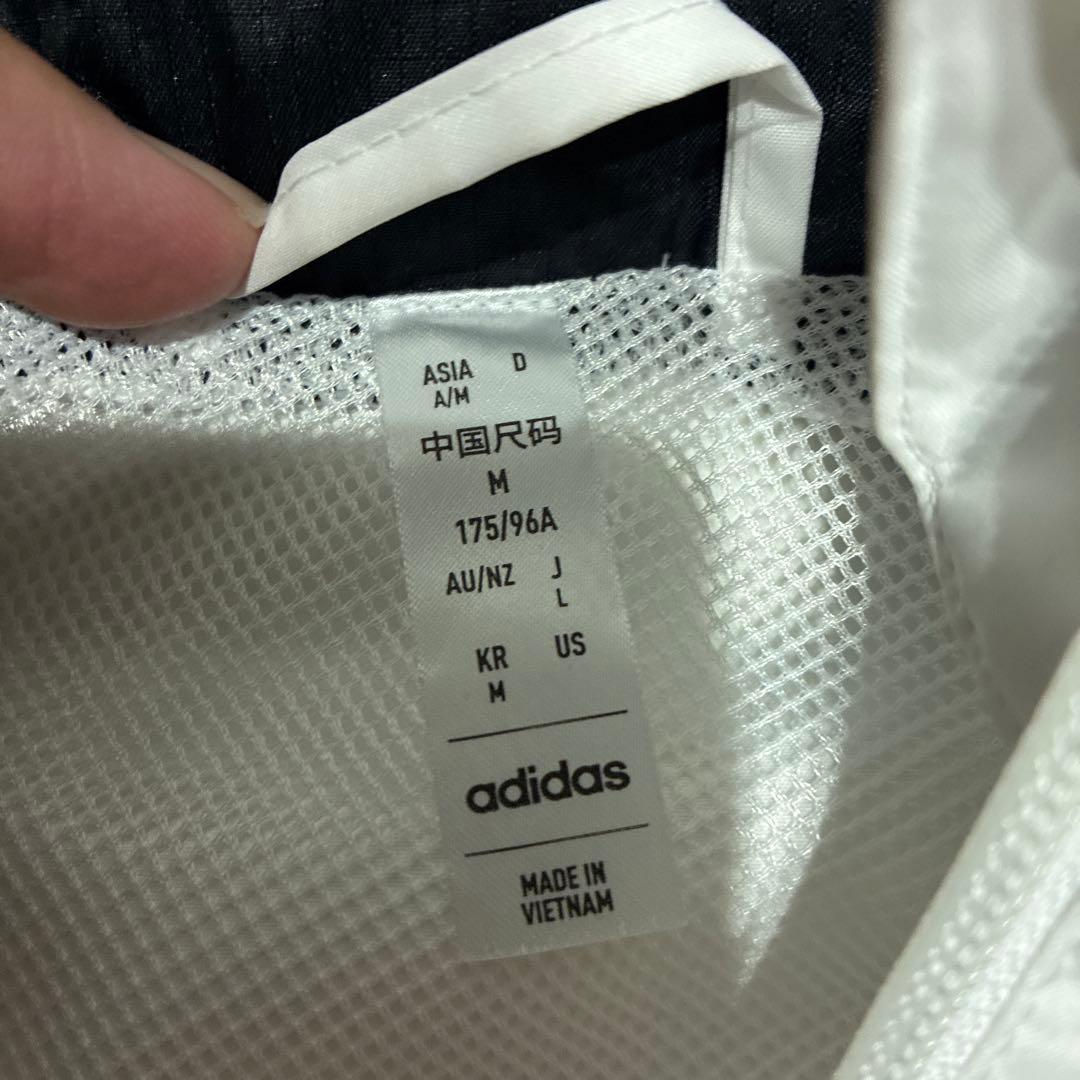 ASIA D
A/M
中国尺码
M
175/96A
AU/NZ J
L
KR US
M
adidas
MADE IN
VIETNAM